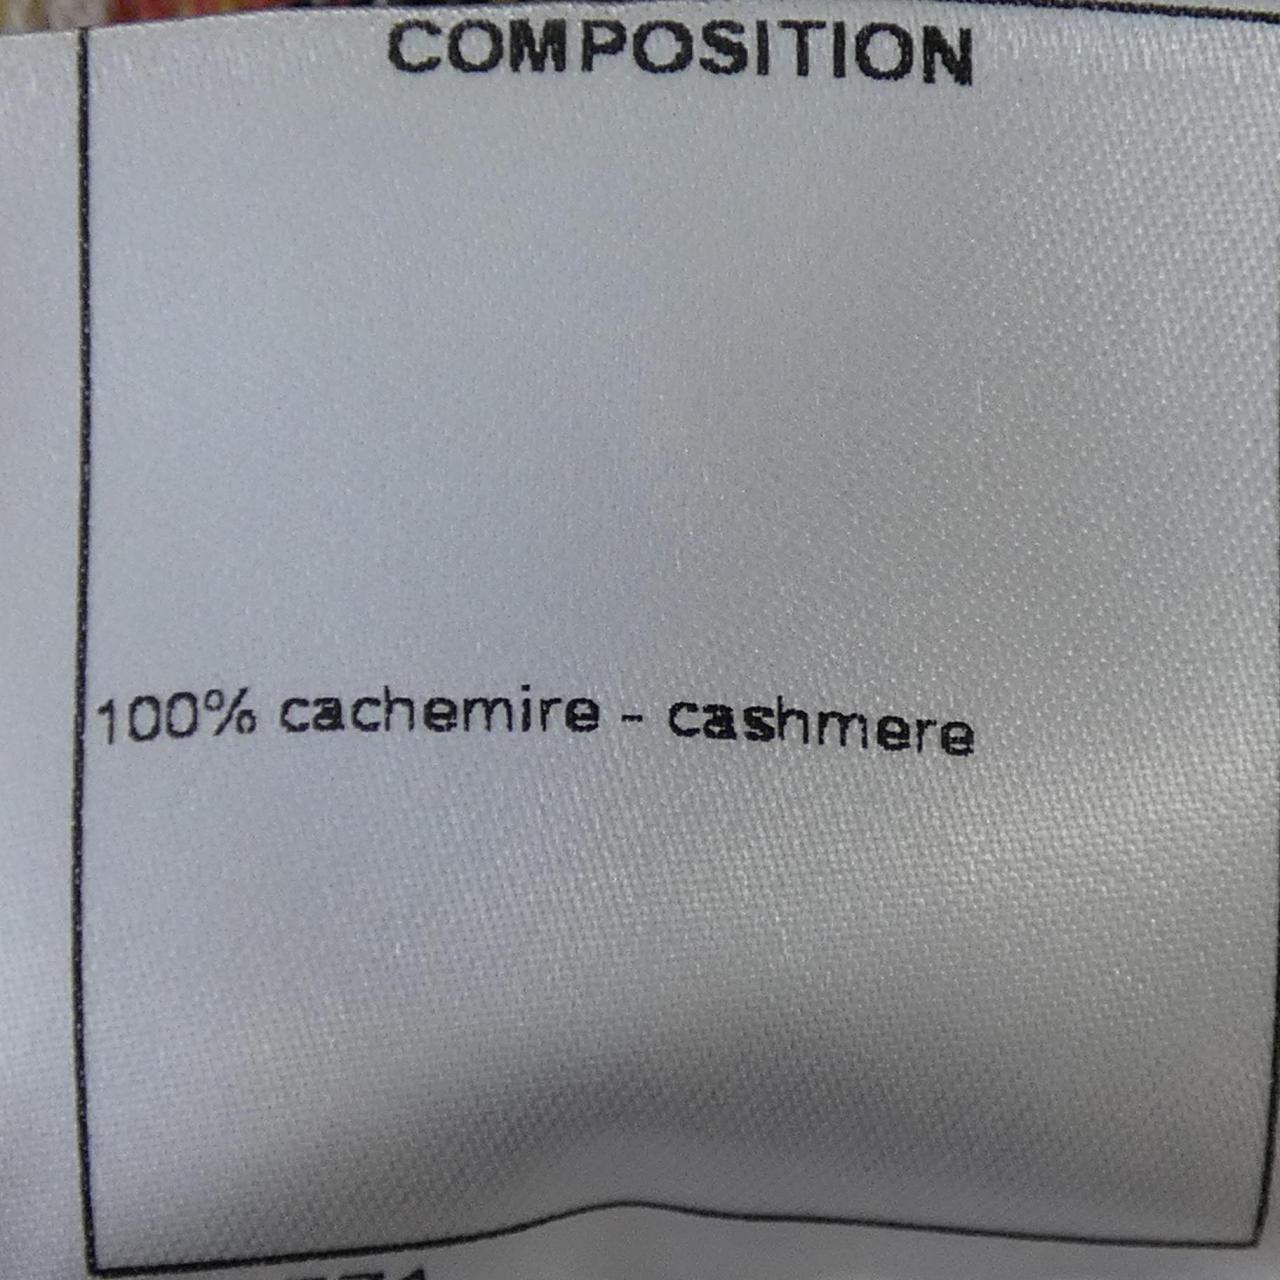 COMPOSITION
100% cachemire - cashmere